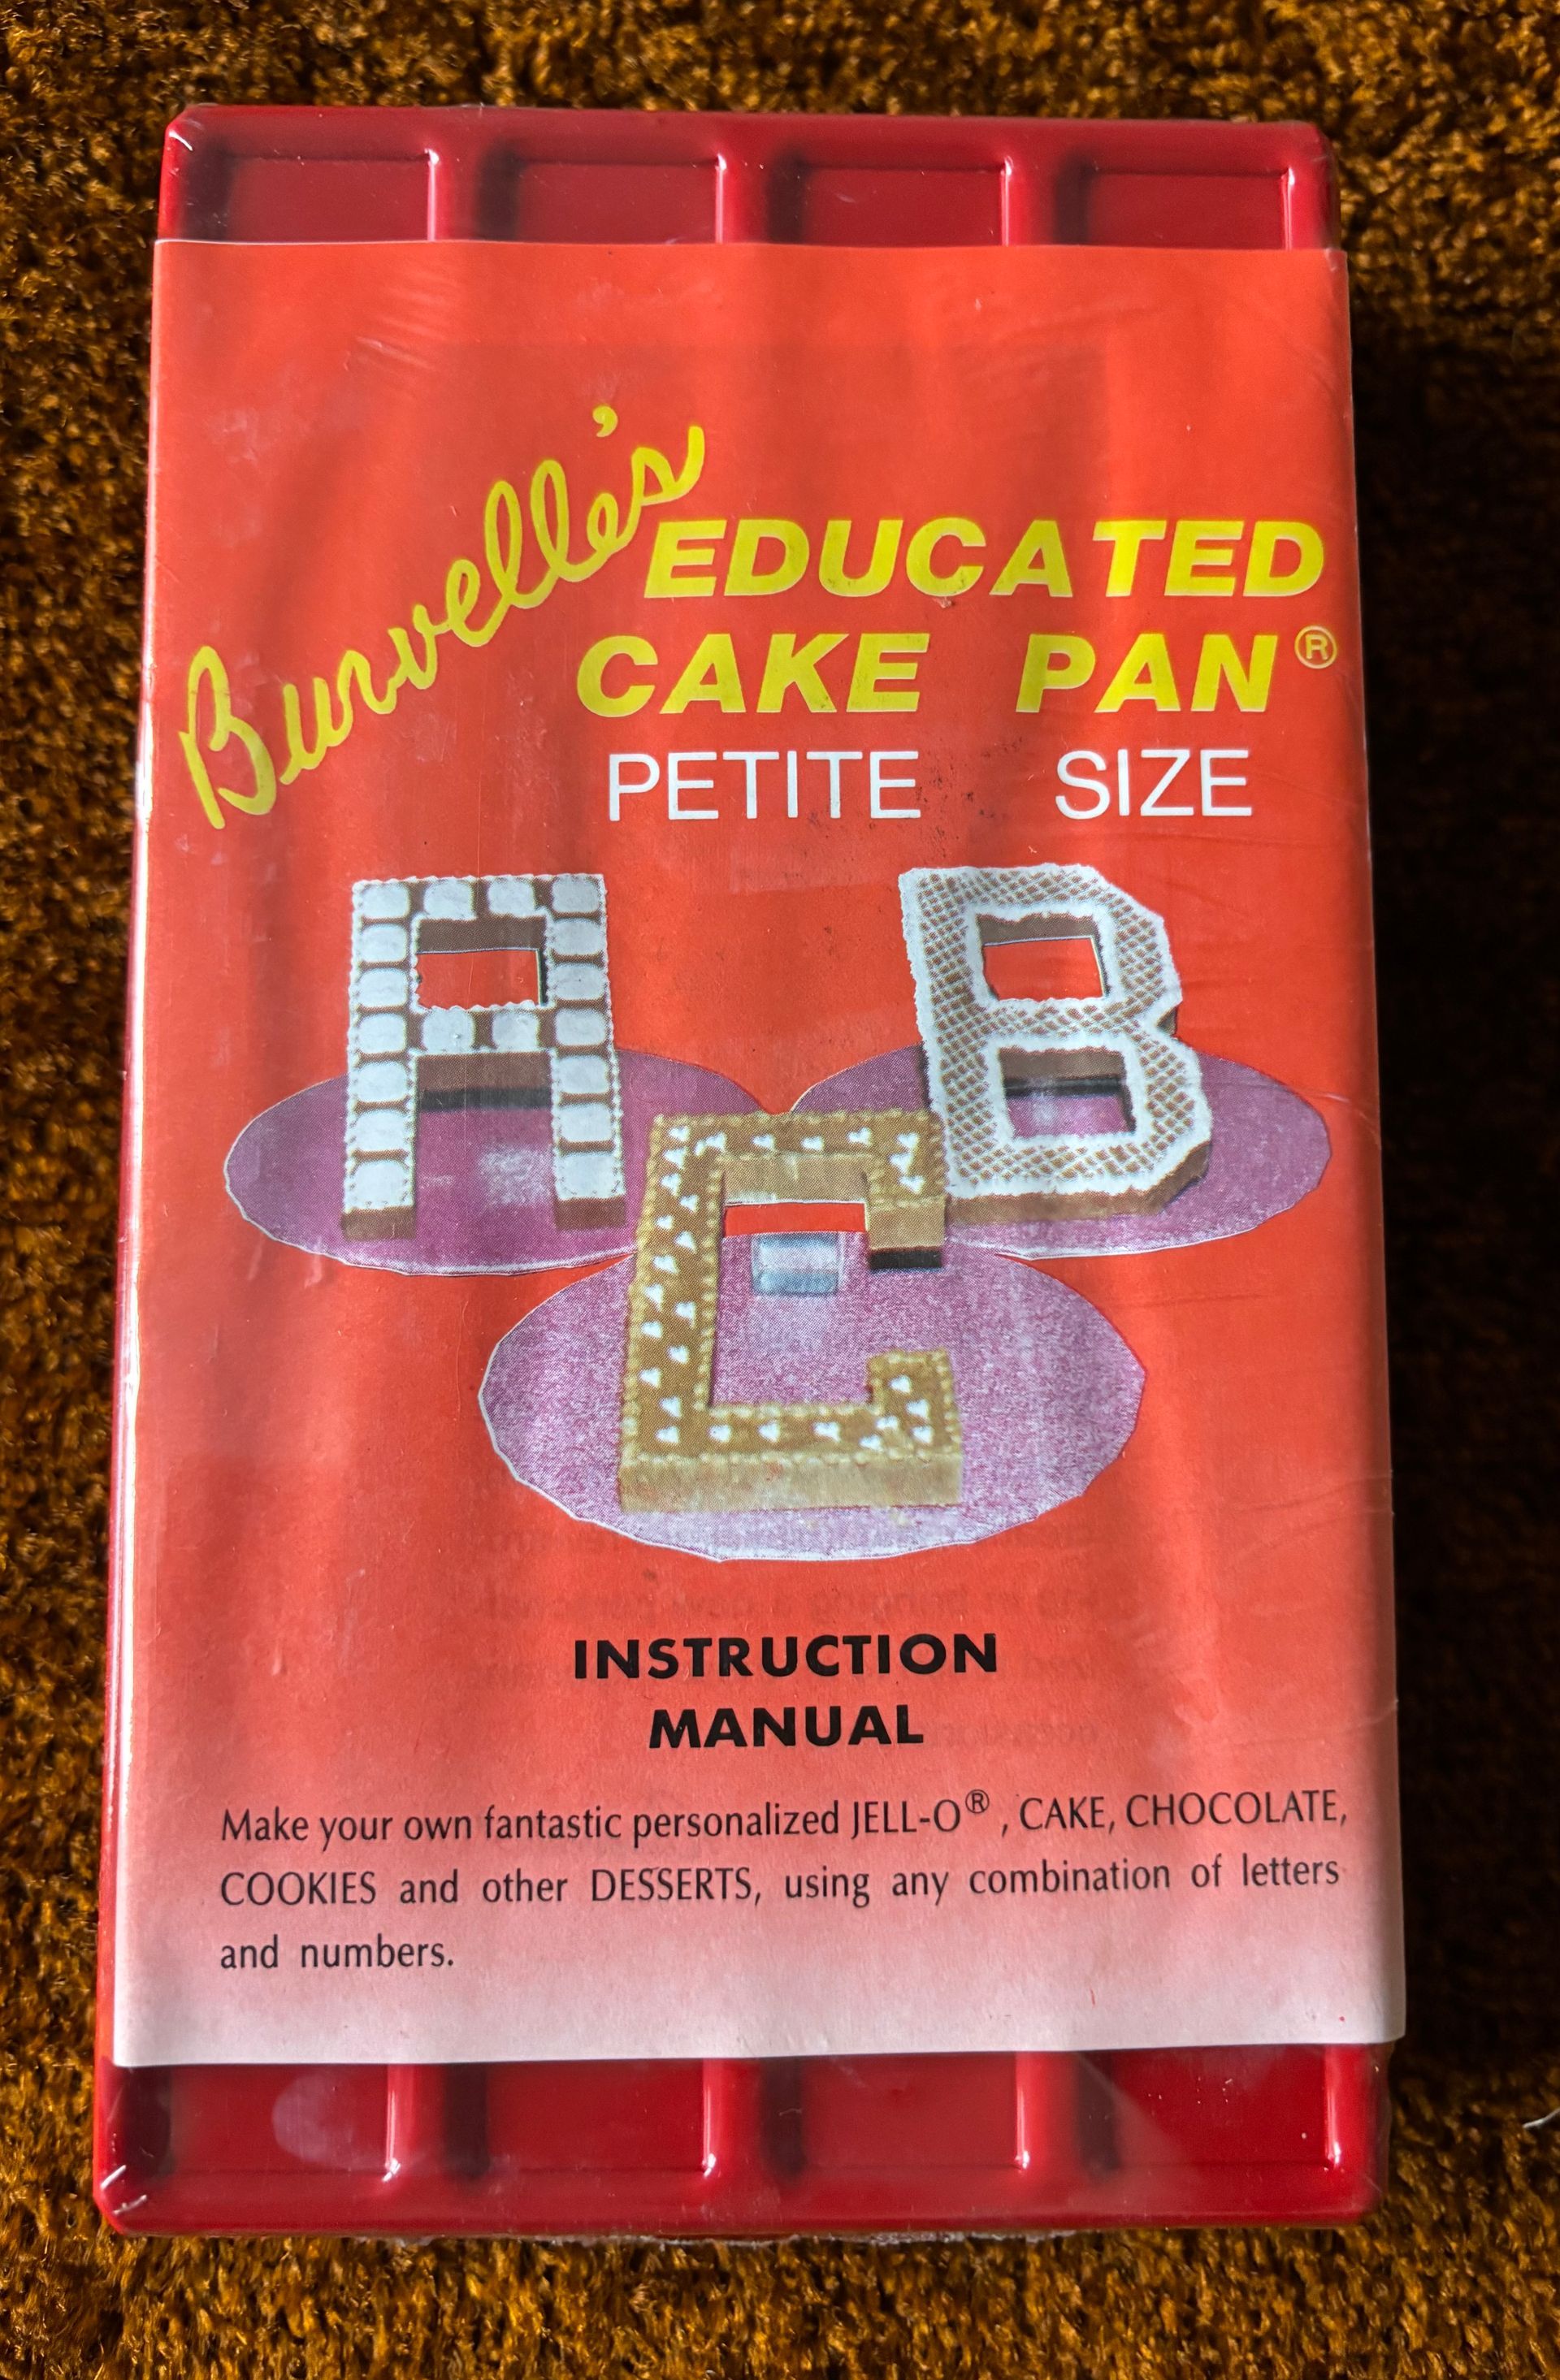 Burvelle's
EDUCATED
CAKE PAN®
PETITE SIZE
A
B
C
INSTRUCTION
MANUAL
Make your own fantastic personalized JELL-O® , CAKE, CHOCOLATE,
COOKIES and other DESSERTS, using any combination of letters
and numbers.